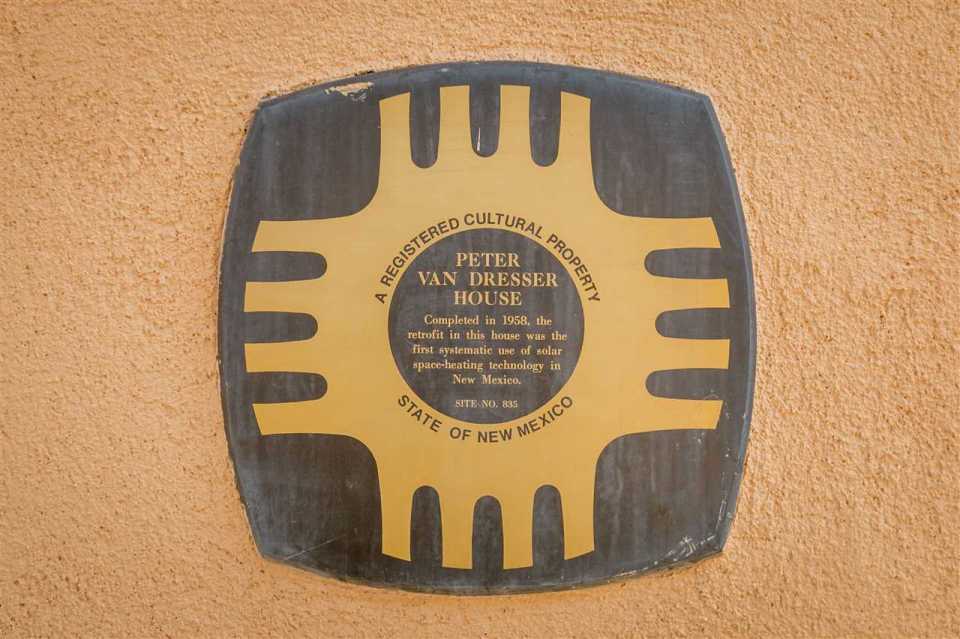 A REGISTERED CULTURAL PROPERTY
PETER
VAN DRESSER
HOUSE
Completed in 1958, the
retrofit in this house was the
first systematic use of solar
space-heating technology in
New Mexico.
SITE NO. 835
STATE OF NEW MEXICO